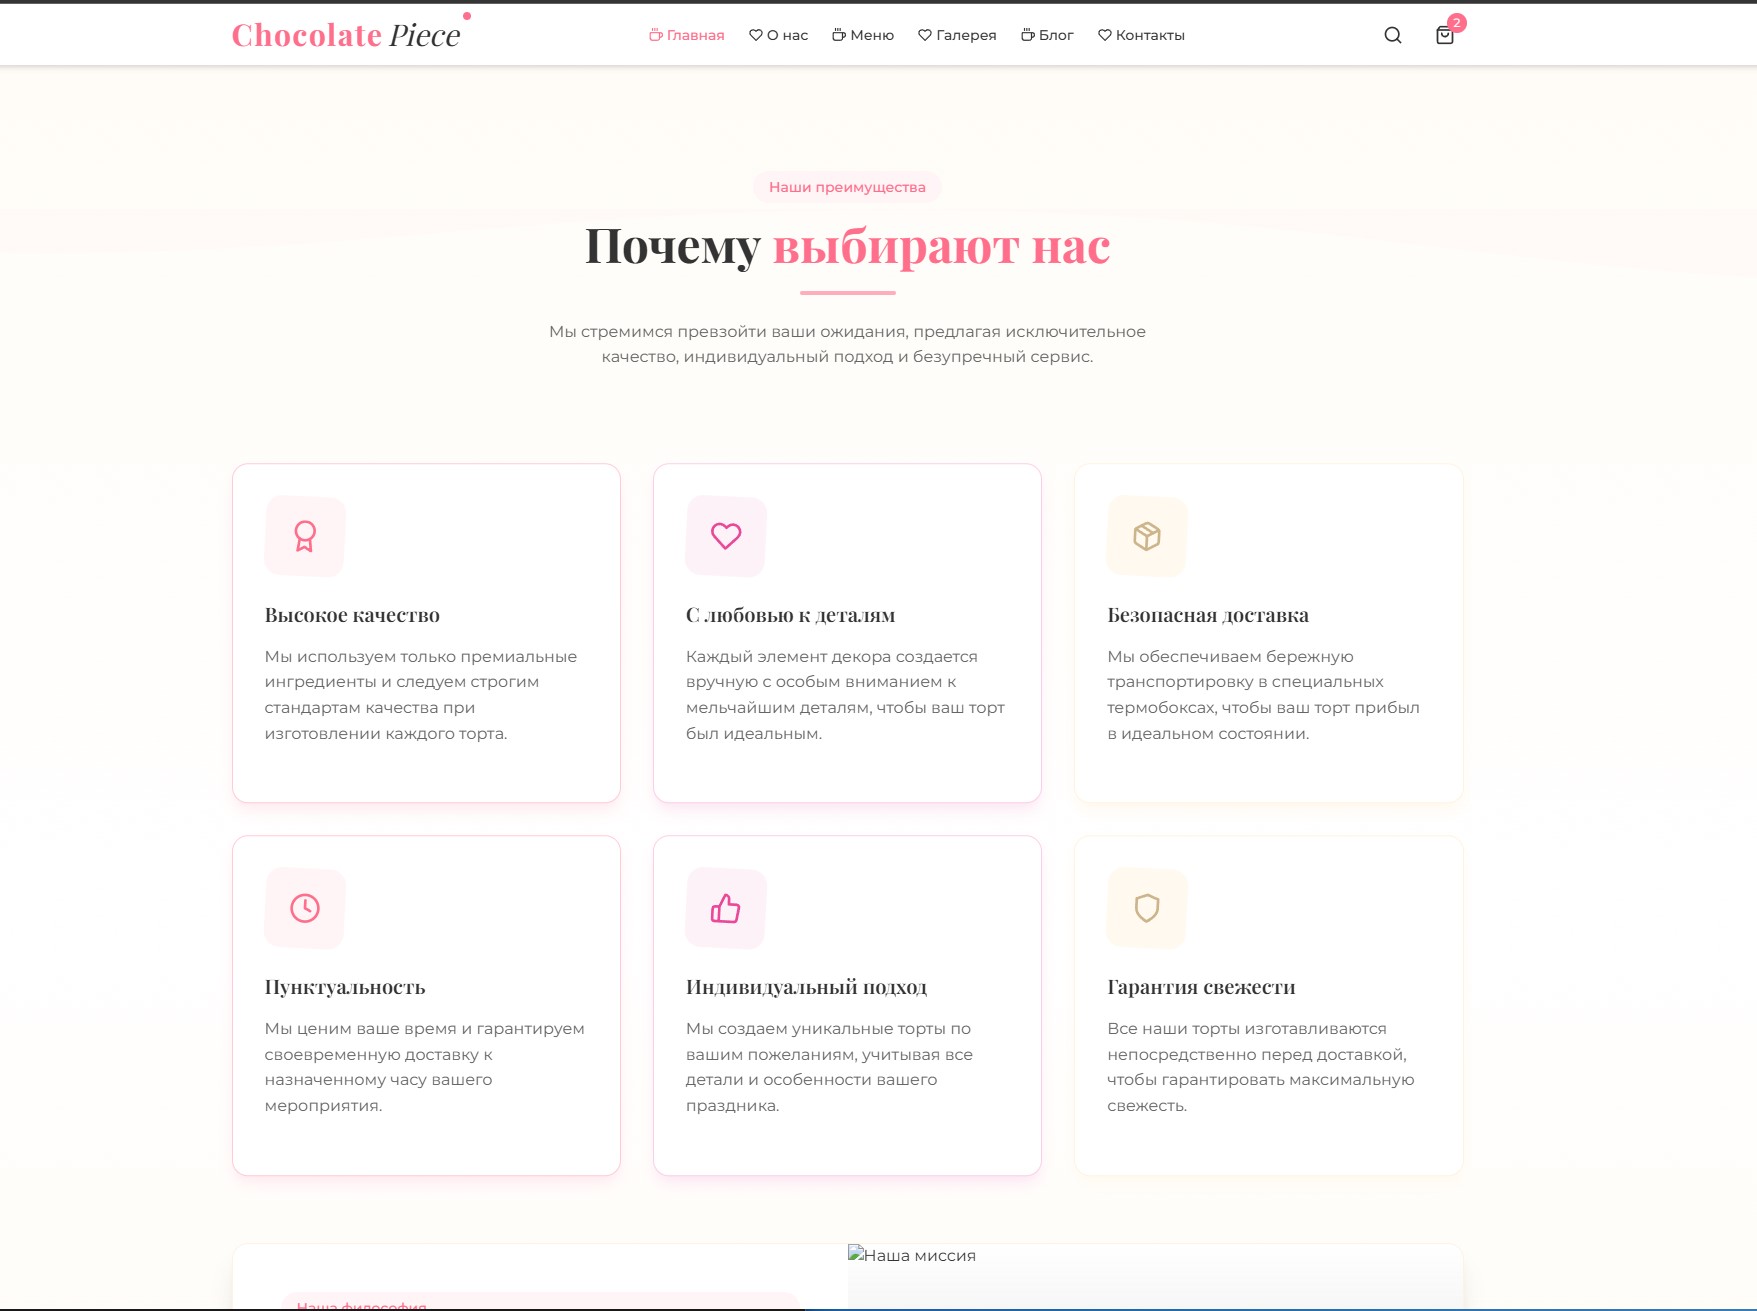 Chocolate Piece
Главная О нас Меню Галерея Блог Контакты
2
Наши преимущества
Почему выбирают нас
Мы стремимся превзойти ваши ожидания, предлагая исключительное
качество, индивидуальный подход и безупречный сервис.
Высокое качество
Мы используем только премиальные
ингредиенты и следуем строгим
стандартам качества при
изготовлении каждого торта.
С любовью к деталям
Каждый элемент декора создается
вручную с особым вниманием к
мельчайшим деталям, чтобы ваш торт
был идеальным.
Безопасная доставка
Мы обеспечиваем бережную
транспортировку в специальных
термобоксах, чтобы ваш торт прибыл
в идеальном состоянии.
Пунктуальность
Мы ценим ваше время и гарантируем
своевременную доставку к
назначенному часу вашего
мероприятия.
Индивидуальный подход
Мы создаем уникальные торты по
вашим пожеланиям, учитывая все
детали и особенности вашего
праздника.
Гарантия свежести
Все наши торты изготавливаются
непосредственно перед доставкой,
чтобы гарантировать максимальную
свежесть.
Наша миссия
Наша философия